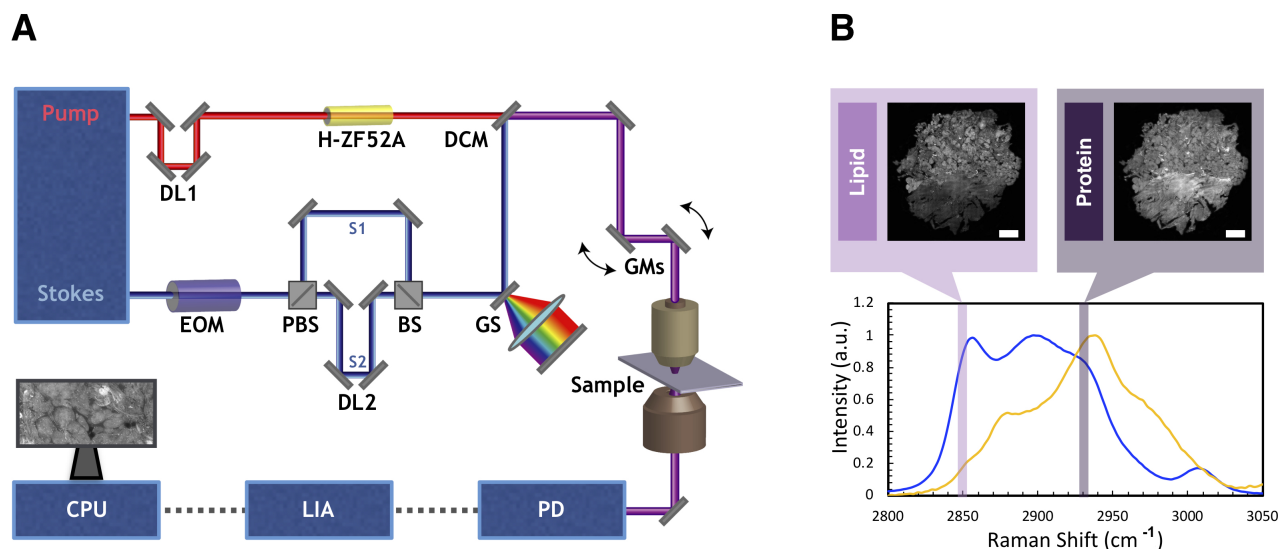 A
Pump
DL1
H-ZF52A
DCM
S1
Stokes
EOM
PBS
BS
GS
GMs
S2
DL2
Sample
CPU
LIA
PD
B
Lipid
Protein
Intensity (a.u.)
1.2
1
0.8
0.6
0.4
0.2
0
2800
2850
2900
2950
3000
3050
Raman Shift (cm -1)